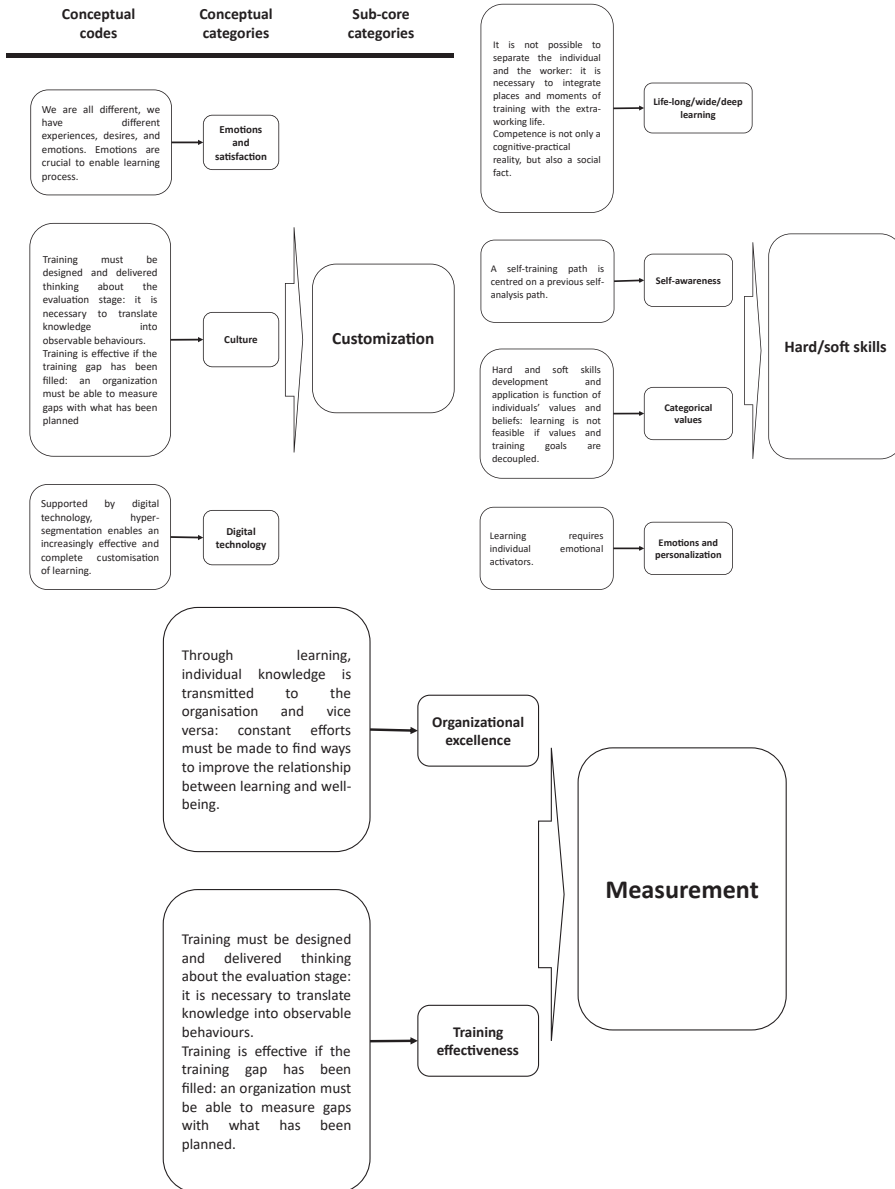 Conceptual
codes
Conceptual
categories
Sub-core
categories
We are all different, we
have different
experiences, desires, and
emotions. Emotions are
crucial to enable learning
process.
Emotions
and
satisfaction
Training must be
designed and delivered
thinking about the
evaluation stage: it is
necessary to translate
knowledge into
observable behaviours.
Training is effective if the
training gap has been
filled: an organization
must be able to measure
gaps with what has been
planned
Culture
Customization
Supported by digital
technology, hyper-
segmentation enables an
increasingly effective and
complete customisation
of learning.
Digital
technology
It is not possible to
separate the individual
and the worker: it is
necessary to integrate
places and moments of
training with the extra-
working life.
Competence is not only a
cognitive-practical
reality, but also a social
fact.
Life-long/wide/deep
learning
A self-training path is
centred on a previous self-
analysis path.
Self-awareness
Hard/soft skills
Hard and soft skills
development and
application is function of
individuals' values and
beliefs: learning is not
feasible if values and
training goals are
decoupled.
Categorical
values
Learning requires
individual emotional
activators.
Emotions and
personalization
Through learning,
individual knowledge is
transmitted to the
organisation and vice
versa: constant efforts
must be made to find ways
to improve the relationship
between learning and well-
being.
Organizational
excellence
Measurement
Training must be designed
and delivered thinking
about the evaluation stage:
it is necessary to translate
knowledge into observable
behaviours.
Training is effective if the
training gap has been
filled: an organization must
be able to measure gaps
with what has been
planned.
Training
effectiveness